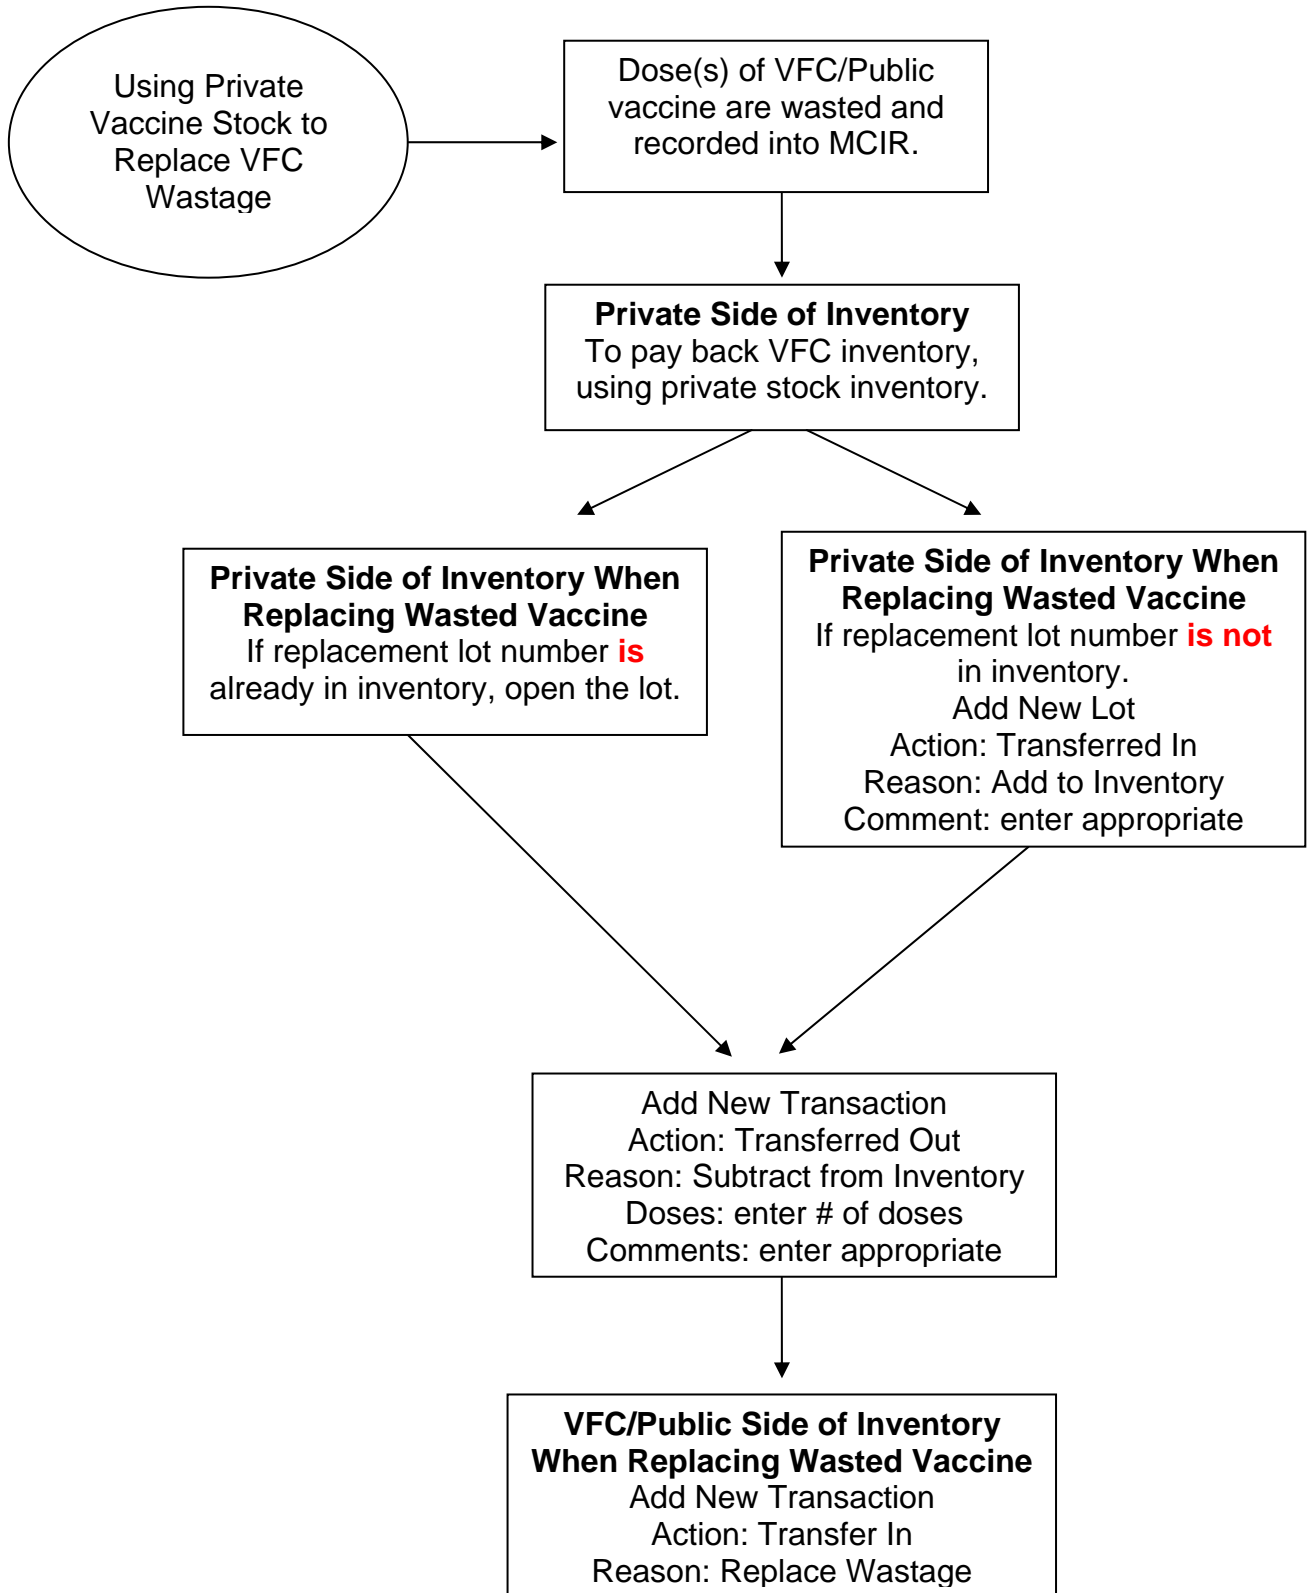 Using Private
Vaccine Stock to
Replace VFC
Wastage
Dose(s) of VFC/Public
vaccine are wasted and
recorded into MCIR.
Private Side of Inventory
To pay back VFC inventory,
using private stock inventory.
Private Side of Inventory When
Replacing Wasted Vaccine
If replacement lot number is
already in inventory, open the lot.
Private Side of Inventory When
Replacing Wasted Vaccine
If replacement lot number is not
in inventory.
Add New Lot
Action: Transferred In
Reason: Add to Inventory
Comment: enter appropriate
Add New Transaction
Action: Transferred Out
Reason: Subtract from Inventory
Doses: enter # of doses
Comments: enter appropriate
VFC/Public Side of Inventory
When Replacing Wasted Vaccine
Add New Transaction
Action: Transfer In
Reason: Replace Wastage